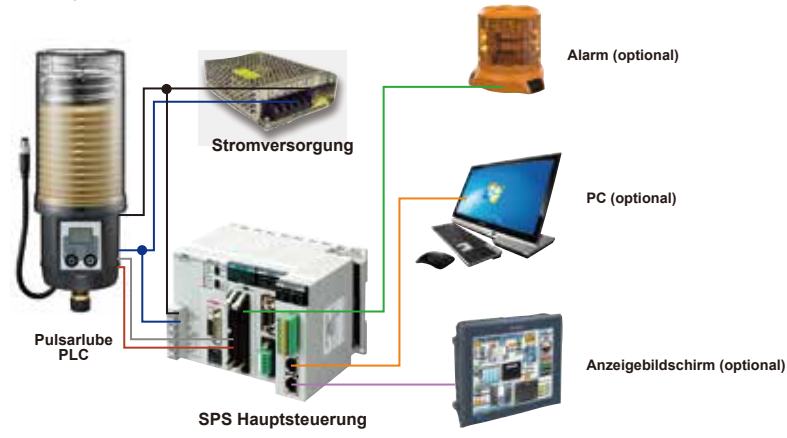 Alarm (optional)
Stromversorgung
PC (optional)
Pulsarlube
PLC
Anzeigebildschirm (optional)
SPS Hauptsteuerung